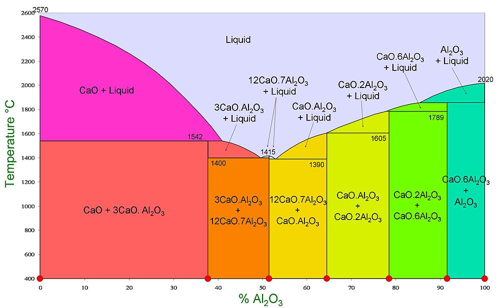 2570
2600
2400
2200
2000
1800
1600
1400
1200
1000
800
600
400
Temperature °C
Liquid
CaO + Liquid
3CaO.Al₂O₃
+ Liquid
12CaO.7Al₂O₃
+ Liquid
CaO.Al₂O₃
+ Liquid
CaO.2Al₂O₃
+ Liquid
CaO.6Al₂O₃
+ Liquid
Al₂O₃
+ Liquid
2020
1542
1400
1415
1390
1605
1789
CaO + 3CaO. Al₂O₃
3CaO.Al₂O₃
+
12CaO.7Al₂O₃
12CaO.7Al₂O₃
+
CaO.Al₂O₃
CaO.Al₂O₃
+
CaO.2Al₂O₃
CaO.2Al₂O₃
+
CaO.6Al₂O₃
CaO.6Al₂O₃
+
Al₂O₃
0 10 20 30 40 50 60 70 80 90 100
% Al₂O₃